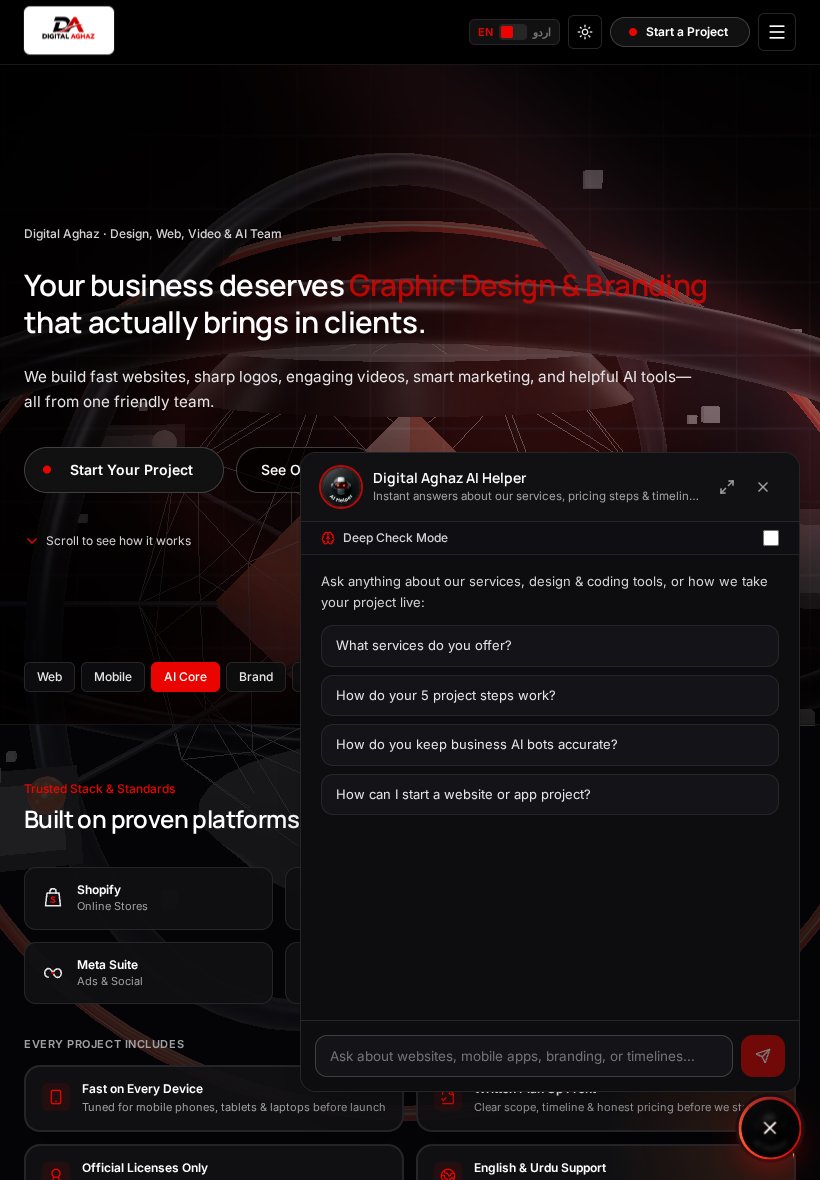 DA
DIGITAL AGHAZ
EN
اردو
Start a Project
Digital Aghaz · Design, Web, Video & AI Team
Your business deserves Graphic Design & Branding
that actually brings in clients.
We build fast websites, sharp logos, engaging videos, smart marketing, and helpful AI tools—
all from one friendly team.
Start Your Project
See O
Scroll to see how it works
Web
Mobile
AI Core
Brand
Trusted Stack & Standards
Built on proven platforms
Shopify
Online Stores
Meta Suite
Ads & Social
EVERY PROJECT INCLUDES
Fast on Every Device
Tuned for mobile phones, tablets & laptops before launch
Clear scope, timeline & honest pricing before we st
Official Licenses Only
English & Urdu Support
AI Helper
Digital Aghaz AI Helper
Instant answers about our services, pricing steps & timelin...
Deep Check Mode
Ask anything about our services, design & coding tools, or how we take
your project live:
What services do you offer?
How do your 5 project steps work?
How do you keep business AI bots accurate?
How can I start a website or app project?
Ask about websites, mobile apps, branding, or timelines...